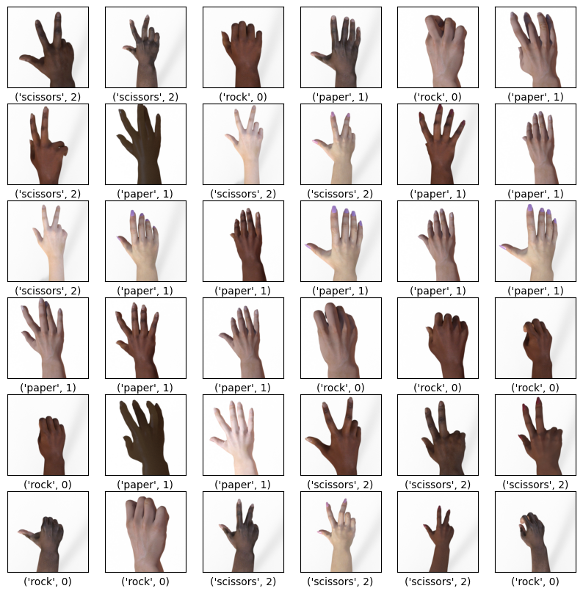 ('scissors', 2) ('scissors', 2) ('rock', 0) ('paper', 1) ('rock', 0) ('paper', 1)
('scissors', 2) ('paper', 1) ('scissors', 2) ('scissors', 2) ('paper', 1) ('paper', 1)
('scissors', 2) ('paper', 1) ('paper', 1) ('paper', 1) ('paper', 1) ('paper', 1)
('paper', 1) ('paper', 1) ('paper', 1) ('rock', 0) ('rock', 0) ('rock', 0)
('rock', 0) ('paper', 1) ('paper', 1) ('scissors', 2) ('scissors', 2) ('scissors', 2)
('rock', 0) ('rock', 0) ('scissors', 2) ('scissors', 2) ('scissors', 2) ('rock', 0)